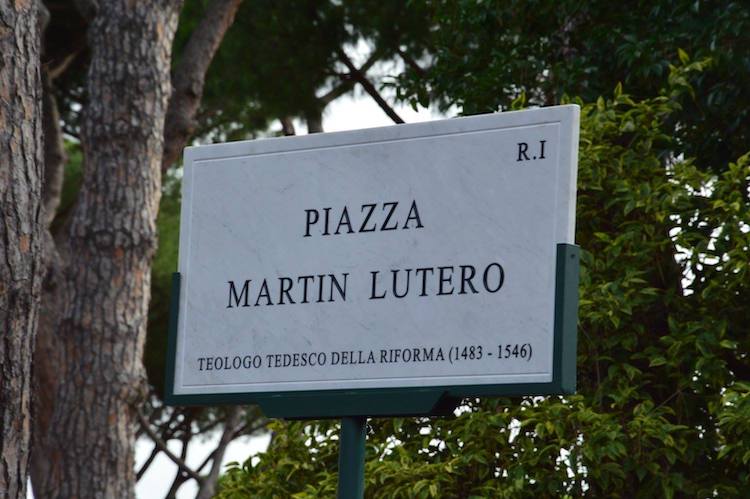 R.I
PIAZZA
MARTIN LUTERO
TEOLOGO TEDESCO DELLA RIFORMA (1483 - 1546)